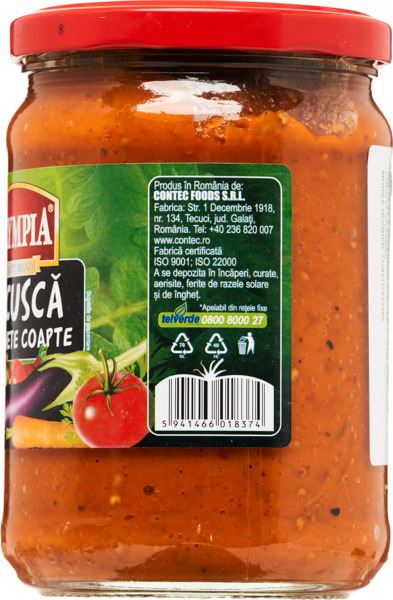 YMPIA
CUSCĂ
ETE COAPTE
Produs în România de:
CONTEC FOODS S.R.L.
Fabrica: Str. 1 Decembrie 1918,
nr. 134, Tecuci, jud. Galați,
România. Tel: +40 236 820 007
www.contec.ro
Fabrică certificată
ISO 9001; ISO 22000
A se depozita în încăperi, curate,
aerisite, ferite de razele solare
și de îngheț.
*Apelabil din rețele fixe
telverde 0800 8000 27
5 941466 018374